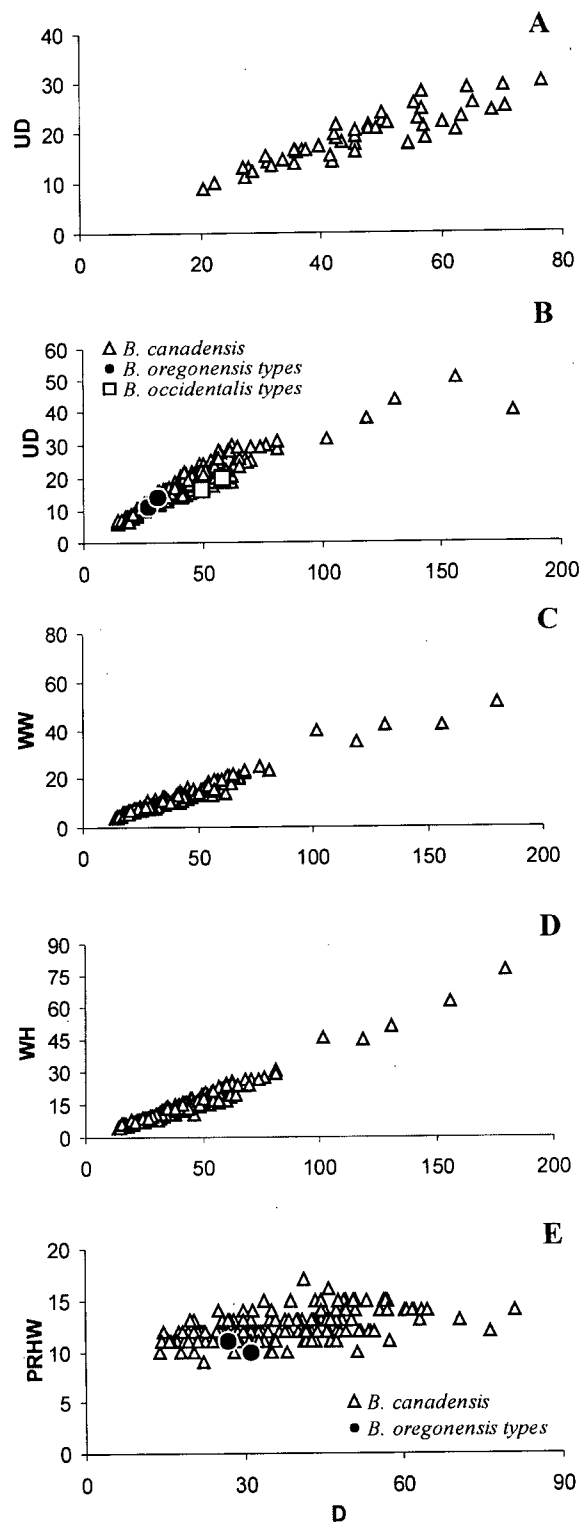 A
UD
40
30
20
10
0
0 20 40 60 80
B
B. canadensis
B. oregonensis types
B. occidentalis types
UD
60
50
40
30
20
10
0
0 50 100 150 200
C
WW
80
60
40
20
0
0 50 100 150 200
D
WH
90
75
60
45
30
15
0
0 50 100 150 200
E
PRHW
20
15
10
5
0
B. canadensis
B. oregonensis types
0 30 60 90
D